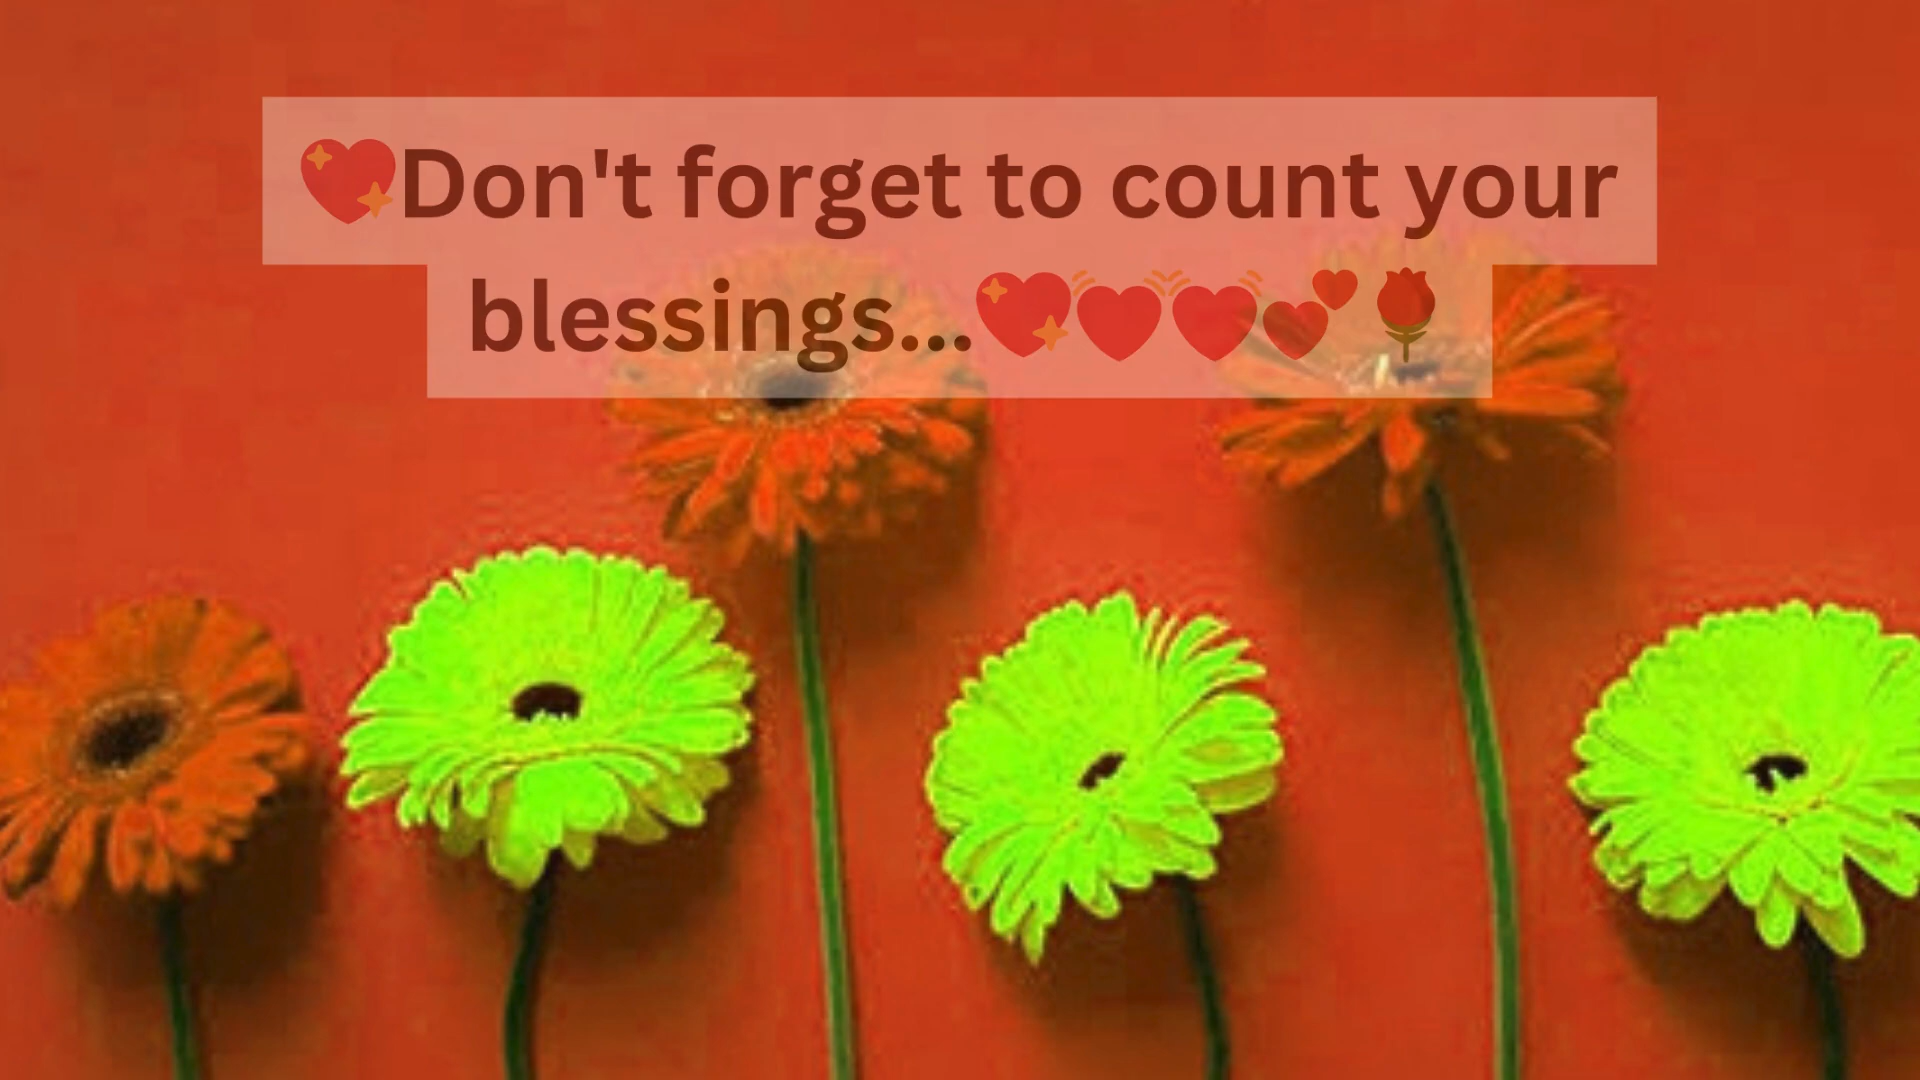 💖Don't forget to count your
blessings...💖💓💓💕🌹